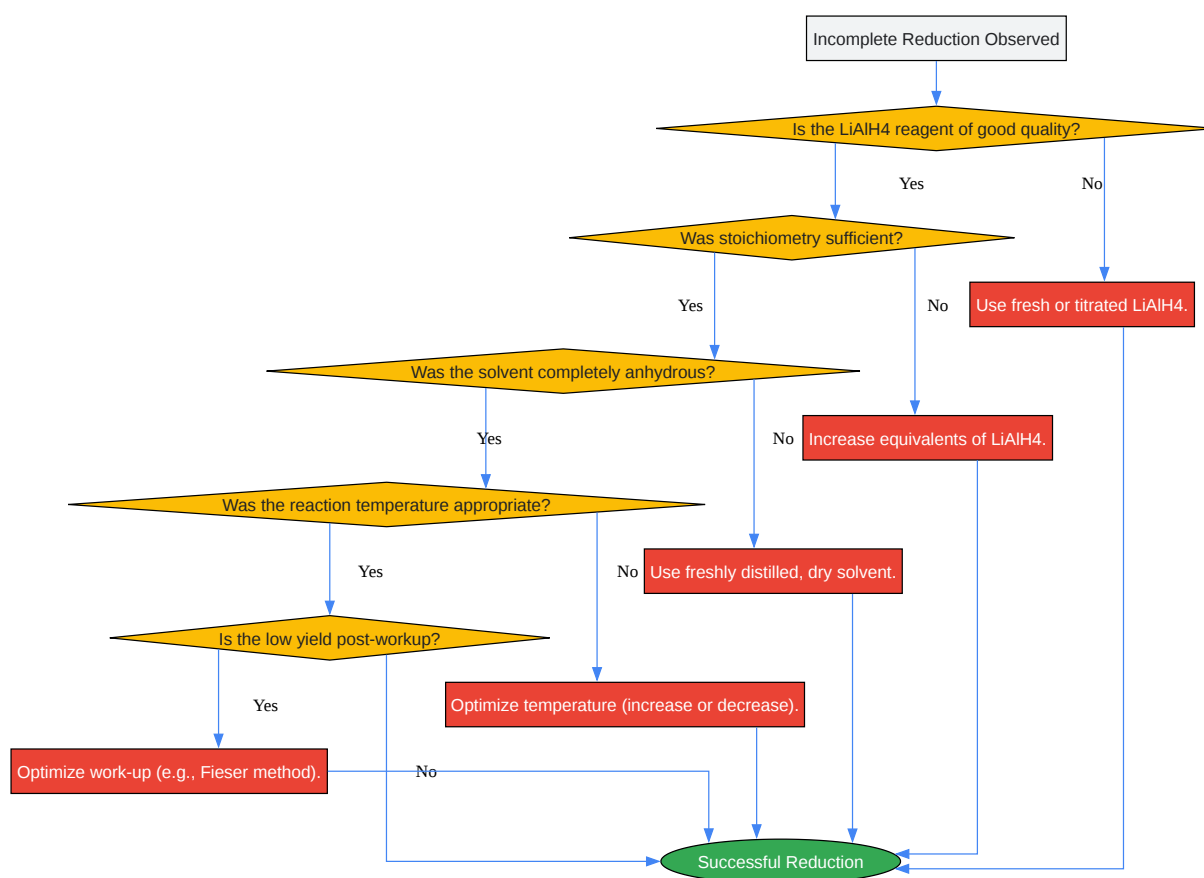 Incomplete Reduction Observed
Is the LiAlH4 reagent of good quality?
Yes
No
Was stoichiometry sufficient?
Yes
No
Use fresh or titrated LiAlH4.
Was the solvent completely anhydrous?
Yes
No
Increase equivalents of LiAlH4.
Was the reaction temperature appropriate?
Yes
No
Use freshly distilled, dry solvent.
Is the low yield post-workup?
Yes
Optimize temperature (increase or decrease).
Optimize work-up (e.g., Fieser method).
No
Successful Reduction